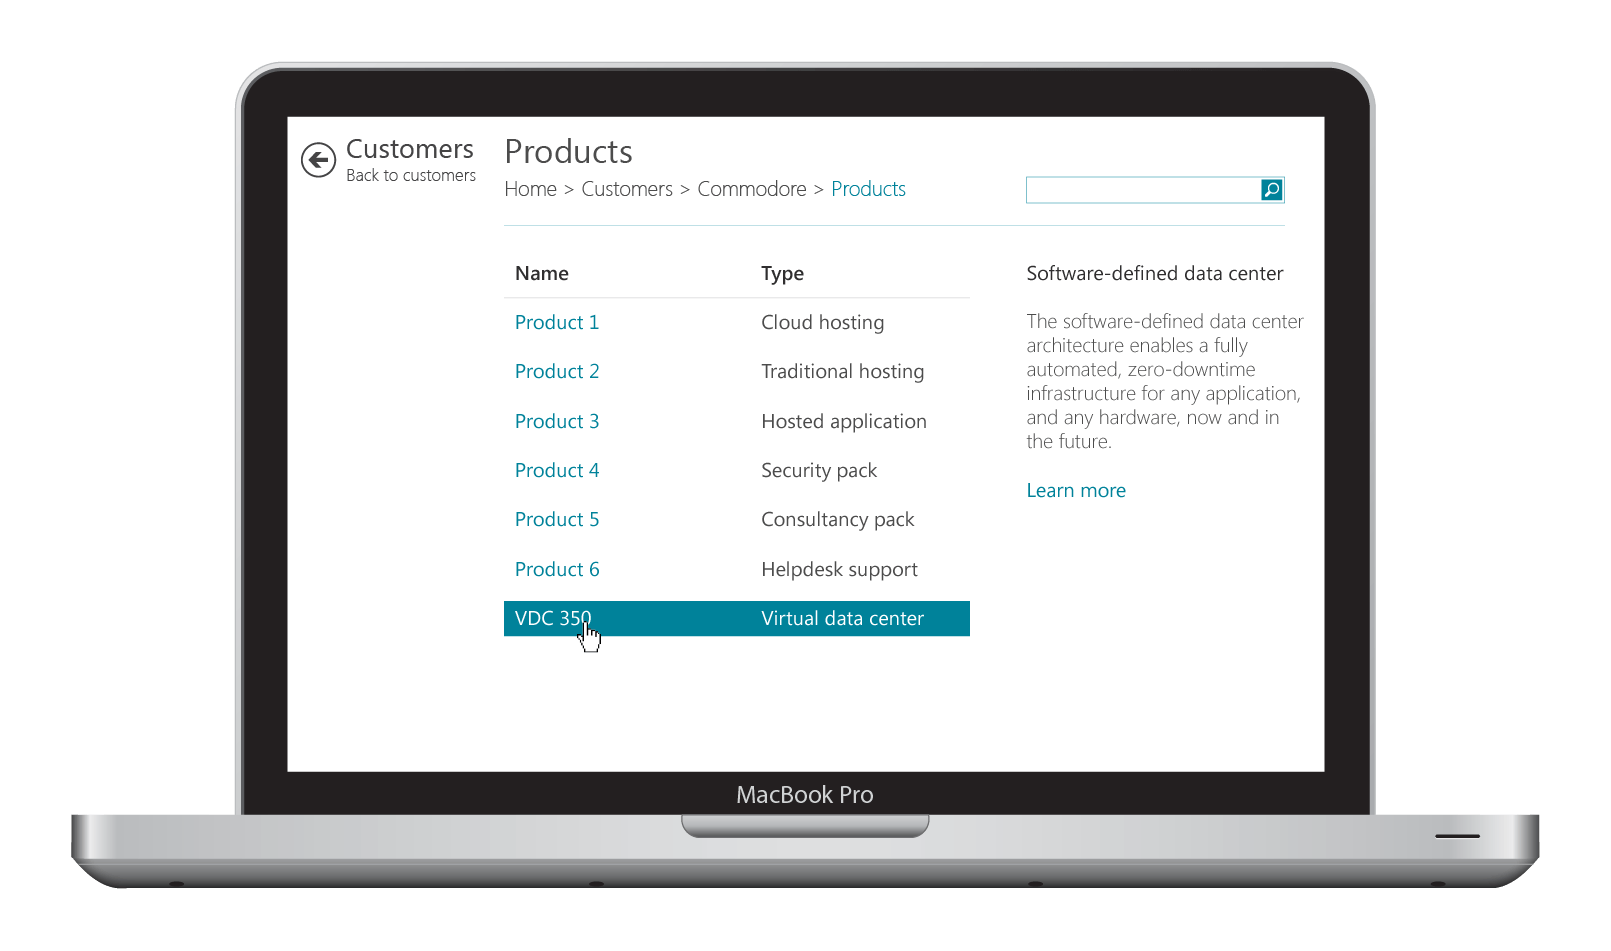 Customers
Back to customers
Products
Home > Customers > Commodore > Products
Name Type
Product 1 Cloud hosting
Product 2 Traditional hosting
Product 3 Hosted application
Product 4 Security pack
Product 5 Consultancy pack
Product 6 Helpdesk support
VDC 350 Virtual data center
Software-defined data center
The software-defined data center
architecture enables a fully
automated, zero-downtime
infrastructure for any application,
and any hardware, now and in
the future.
Learn more
MacBook Pro